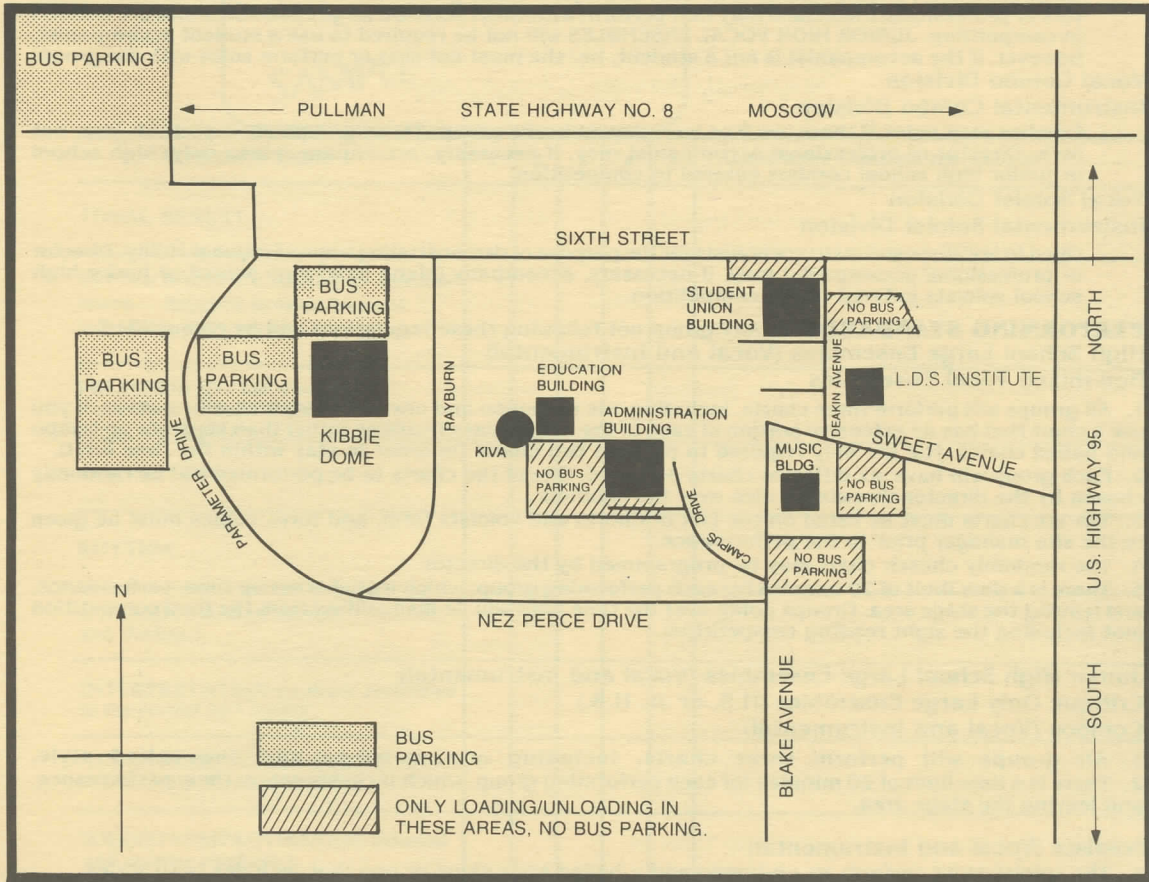 BUS PARKING
PULLMAN STATE HIGHWAY NO. 8 MOSCOW
SIXTH STREET
BUS
PARKING
BUS
PARKING
BUS
PARKING
KIBBIE
DOME
PARAMETER DRIVE
RAYBURN
EDUCATION
BUILDING
KIVA
ADMINISTRATION
BUILDING
NO BUS
PARKING
STUDENT
UNION
BUILDING
NO BUS
PARKING
DEAKIN AVENUE
L.D.S. INSTITUTE
SWEET AVENUE
MUSIC
BLDG.
NO BUS
PARKING
CAMPUS
DRIVE
NO BUS
PARKING
NORTH
U.S. HIGHWAY 95
SOUTH
NEZ PERCE DRIVE
BLAKE AVENUE
N
BUS
PARKING
ONLY LOADING/UNLOADING IN
THESE AREAS, NO BUS PARKING.